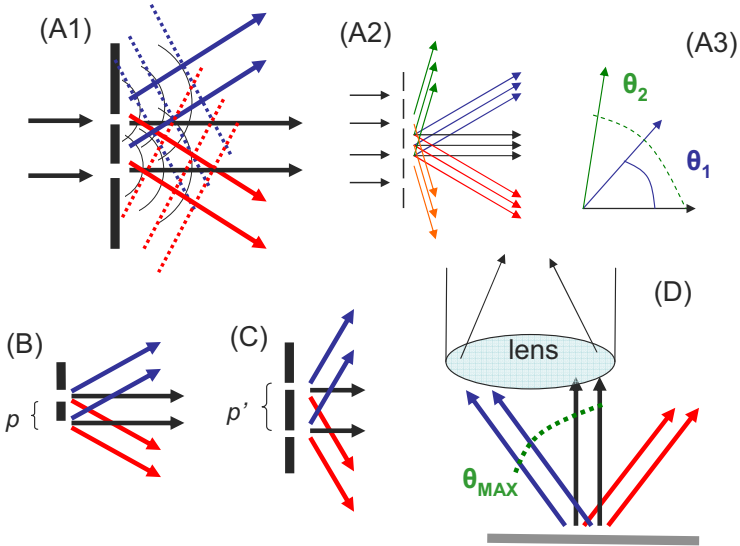 (A1)
(A2)
(A3)
θ2
θ1
(B)
p
(C)
p’
(D)
lens
θMAX